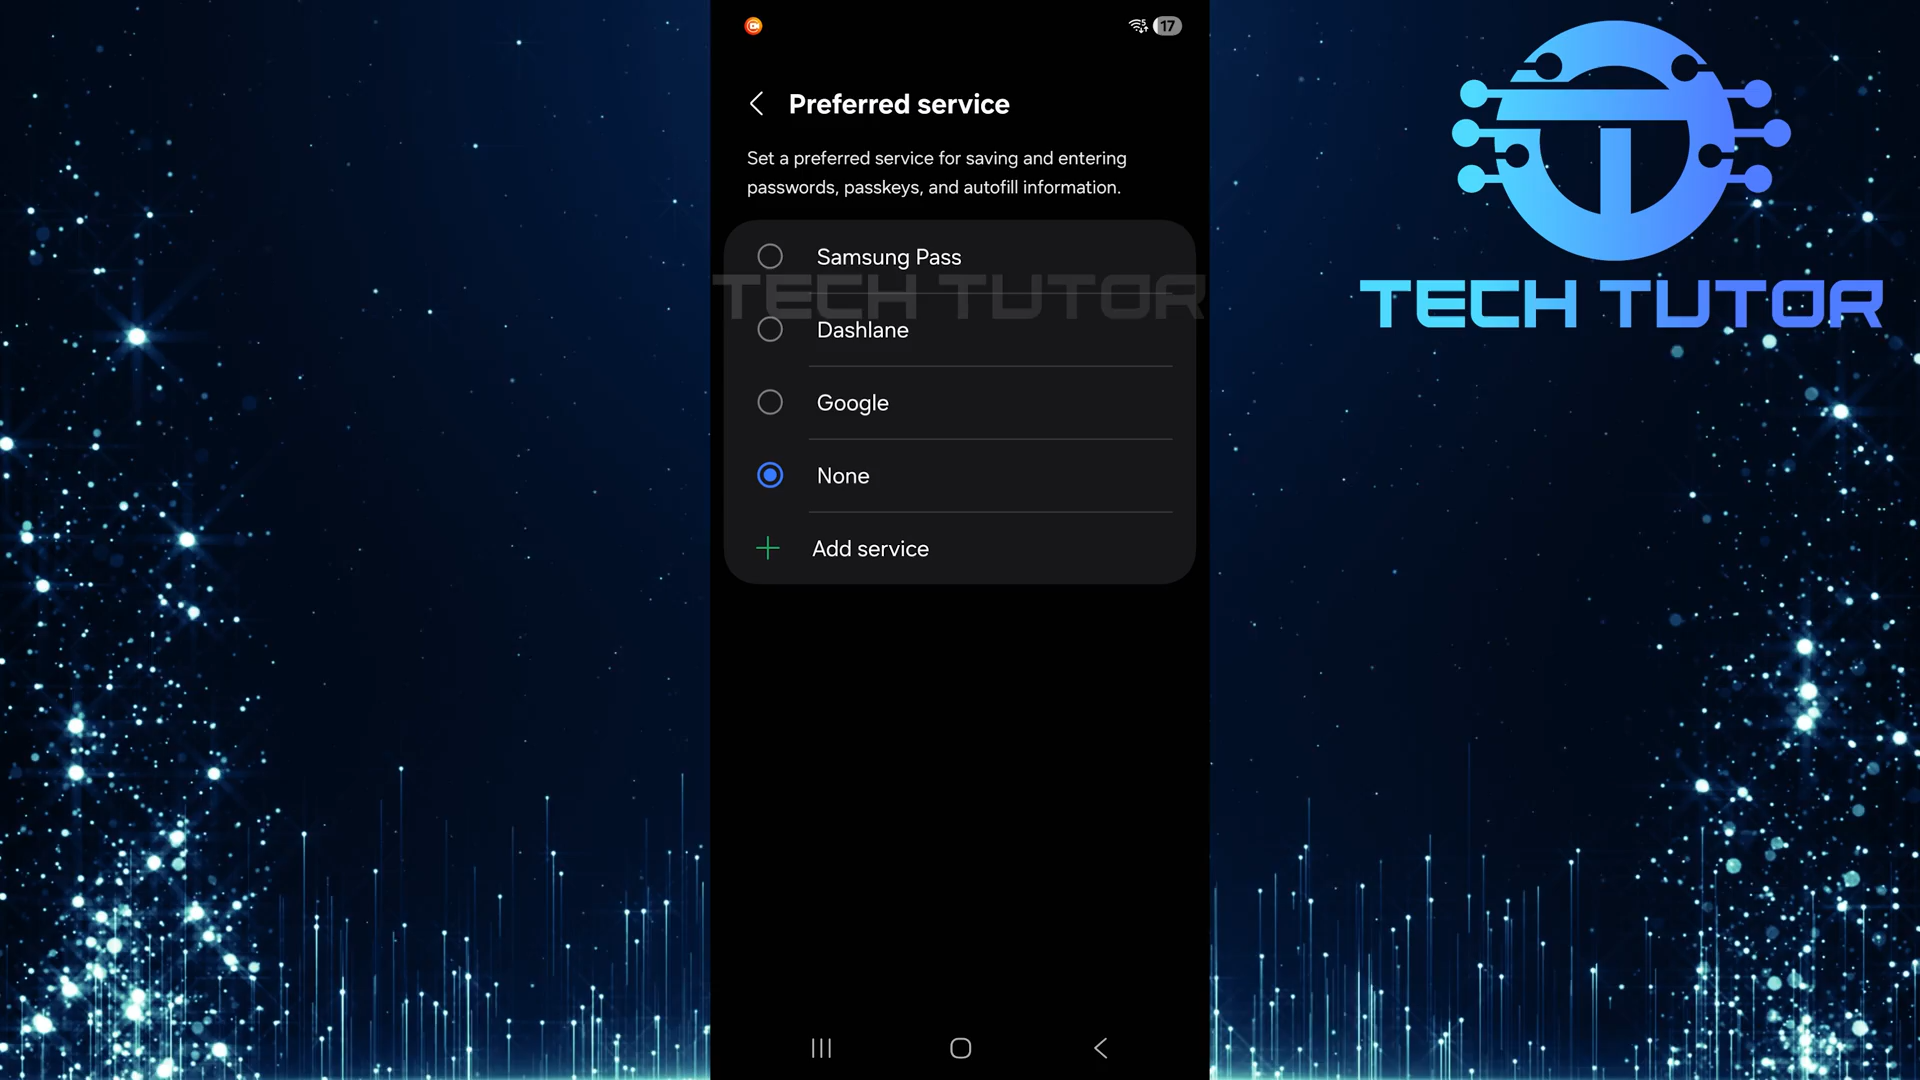 17
Preferred service
Set a preferred service for saving and entering
passwords, passkeys, and autofill information.
Samsung Pass
TECH TUTOR
Dashlane
Google
None
Add service
TECH TUTOR